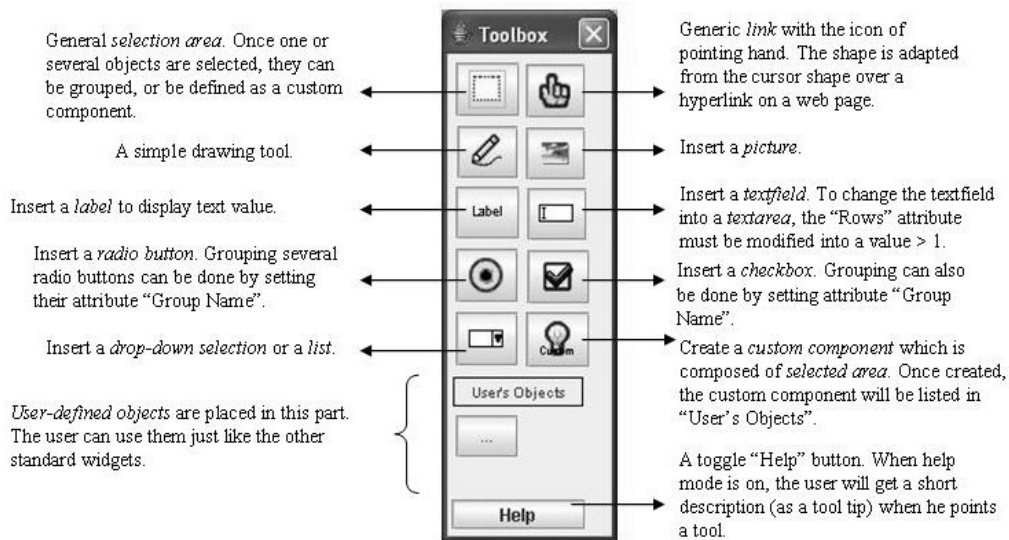 General selection area. Once one or
several objects are selected, they can
be grouped, or be defined as a custom
component.
A simple drawing tool.
Insert a label to display text value.
Insert a radio button. Grouping several
radio buttons can be done by setting
their attribute “Group Name”.
Insert a drop-down selection or a list.
User-defined objects are placed in this part.
The user can use them just like the other
standard widgets.
Toolbox
Label
Custom
User's Objects
...
Help
Generic link with the icon of
pointing hand. The shape is adapted
from the cursor shape over a
hyperlink on a web page.
Insert a picture.
Insert a textfield. To change the textfield
into a textarea, the “Rows” attribute
must be modified into a value > 1.
Insert a checkbox. Grouping can also
be done by setting attribute “Group
Name”.
Create a custom component which is
composed of selected area. Once created,
the custom component will be listed in
“User’s Objects”.
A toggle “Help” button. When help
mode is on, the user will get a short
description (as a tool tip) when he points
a tool.